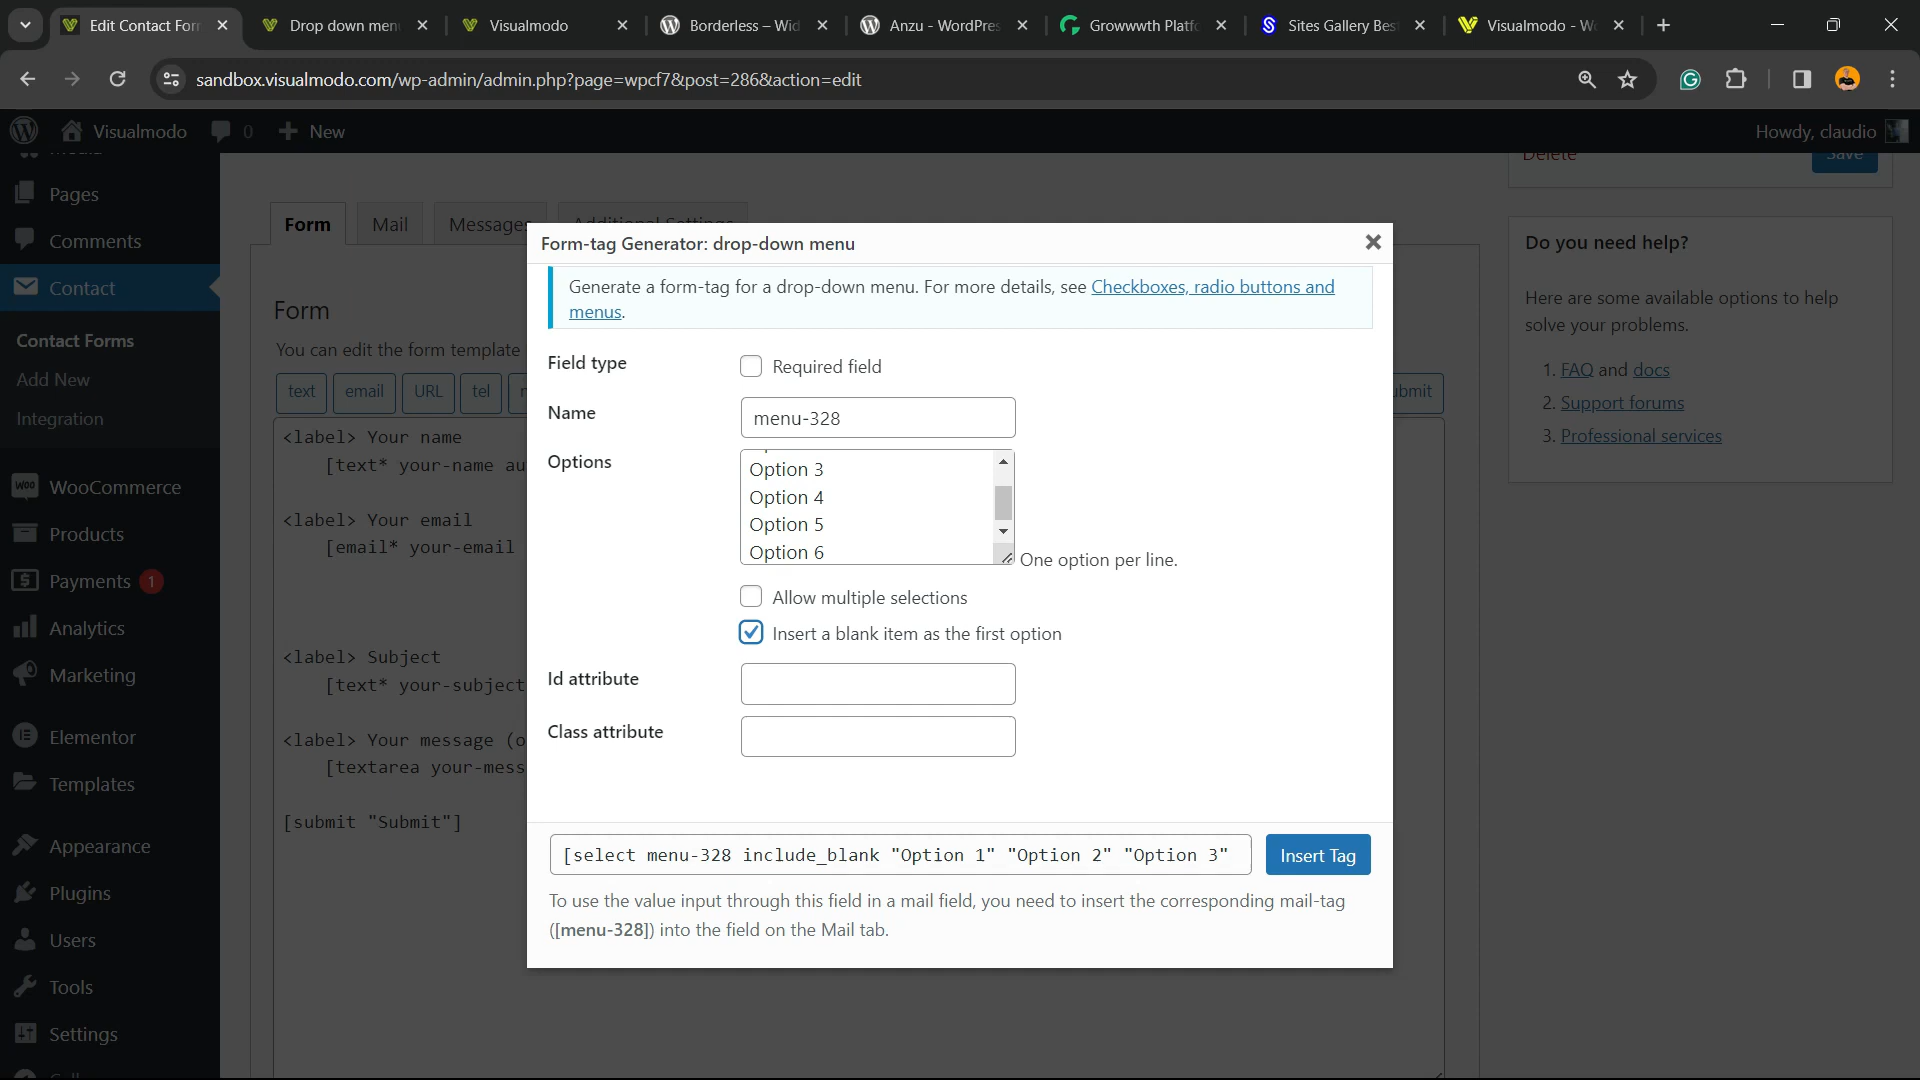 Edit Contact For
Drop down men
Visualmodo
Borderless – Wid
Anzu - WordPres
Growwwth Platfo
Sites Gallery Bes
Visualmodo - Wo
sandbox.visualmodo.com/wp-admin/admin.php?page=wpcf7&post=286&action=edit
Visualmodo 0 New
Howdy, claudio
Pages
Comments
Contact
Contact Forms
Add New
Integration
WooCommerce
Products
Payments 1
Analytics
Marketing
Elementor
Templates
Appearance
Plugins
Users
Tools
Settings
Form Mail Messages Additional Settings
Form
You can edit the form template
text email URL tel
<label> Your name
[text* your-name au
<label> Your email
[email* your-email
<label> Subject
[text* your-subject
<label> Your message (o
[textarea your-mess
[submit "Submit"]
Form-tag Generator: drop-down menu
Generate a form-tag for a drop-down menu. For more details, see Checkboxes, radio buttons and
menus.
Field type Required field
Name menu-328
Options
Option 3
Option 4
Option 5
Option 6
One option per line.
Allow multiple selections
Insert a blank item as the first option
Id attribute
Class attribute
[select menu-328 include_blank "Option 1" "Option 2" "Option 3"
Insert Tag
To use the value input through this field in a mail field, you need to insert the corresponding mail-tag
([menu-328]) into the field on the Mail tab.
ubmit
Delete Save
Do you need help?
Here are some available options to help
solve your problems.
1. FAQ and docs
2. Support forums
3. Professional services